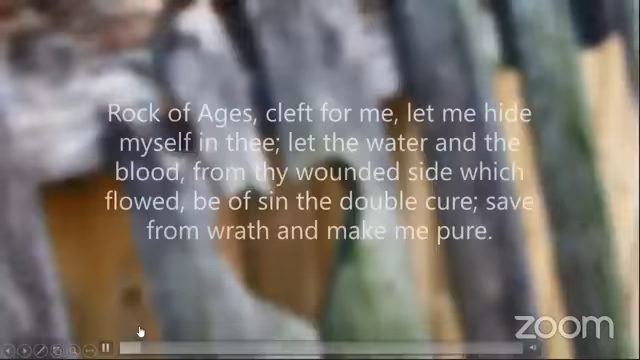 Rock of Ages, cleft for me, let me hide
myself in thee; let the water and the
blood, from thy wounded side which
flowed, be of sin the double cure; save
from wrath and make me pure.
zoom